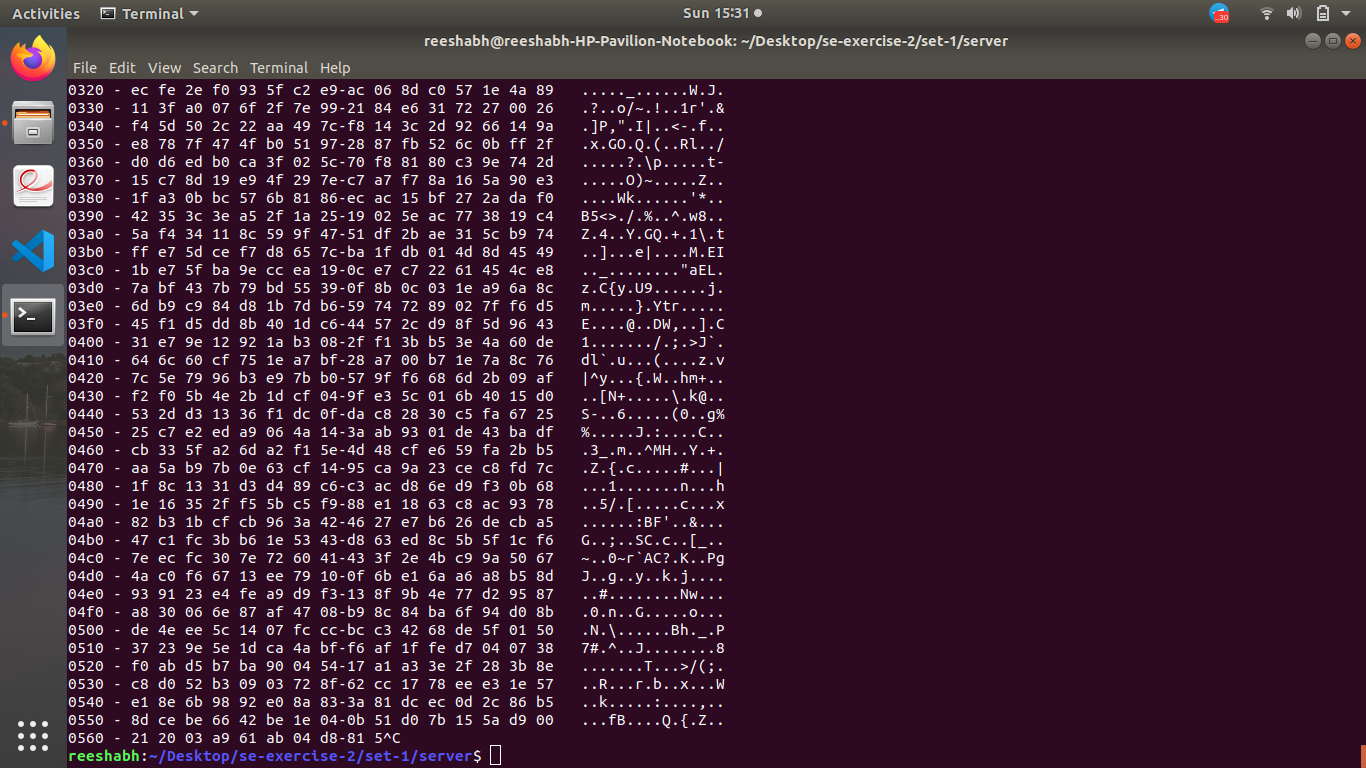 Activities Terminal Sun 15:31 30
reeshabh@reeshabh-HP-Pavilion-Notebook: ~/Desktop/se-exercise-2/set-1/server
File Edit View Search Terminal Help
0320 - ec fe 2e f0 93 5f c2 e9-ac 06 8d c0 57 1e 4a 89   ....._......W.J.
0330 - 11 3f a0 07 6f 2f 7e 99-21 84 e6 31 72 27 00 26   .?..o/~.!..1r'.&
0340 - f4 5d 50 2c 22 aa 49 7c-f8 14 3c 2d 92 66 14 9a   .]P,".I|..<-.f..
0350 - e8 78 7f 47 4f b0 51 97-28 87 fb 52 6c 0b ff 2f   .x.GO.Q.(..Rl../
0360 - d0 d6 ed b0 ca 3f 02 5c-70 f8 81 80 c3 9e 74 2d   .....?.\p.....t-
0370 - 15 c7 8d 19 e9 4f 29 7e-c7 a7 f7 8a 16 5a 90 e3   .....O)~.....Z..
0380 - 1f a3 0b bc 57 6b 81 86-ec ac 15 bf 27 2a da f0   ....Wk......'*..
0390 - 42 35 3c 3e a5 2f 1a 25-19 02 5e ac 77 38 19 c4   B5<>./.%..^.w8..
03a0 - 5a f4 34 11 8c 59 9f 47-51 df 2b ae 31 5c b9 74   Z.4..Y.GQ.+.1\.t
03b0 - ff e7 5d ce f7 d8 65 7c-ba 1f db 01 4d 8d 45 49   ..]...e|....M.EI
03c0 - 1b e7 5f ba 9e cc ea 19-0c e7 c7 22 61 45 4c e8   .._........"aEL.
03d0 - 7a bf 43 7b 79 bd 55 39-0f 8b 0c 03 1e a9 6a 8c   z.C{y.U9......j.
03e0 - 6d b9 c9 84 d8 1b 7d b6-59 74 72 89 02 7f f6 d5   m.....}.Ytr.....
03f0 - 45 f1 d5 dd 8b 40 1d c6-44 57 2c d9 8f 5d 96 43   E....@..DW,..].C
0400 - 31 e7 9e 12 92 1a b3 08-2f f1 3b b5 3e 4a 60 de   1......./.;.>J`.
0410 - 64 6c 60 cf 75 1e a7 bf-28 a7 00 b7 1e 7a 8c 76   dl`.u...(....z.v
0420 - 7c 5e 79 96 b3 e9 7b b0-57 9f f6 68 6d 2b 09 af   |^y...{.W..hm+..
0430 - f2 f0 5b 4e 2b 1d cf 04-9f e3 5c 01 6b 40 15 d0   ..[N+.....\.k@..
0440 - 53 2d d3 13 36 f1 dc 0f-da c8 28 30 c5 fa 67 25   S-..6.....(0..g%
0450 - 25 c7 e2 ed a9 06 4a 14-3a ab 93 01 de 43 ba df   %.....J.:....C..
0460 - cb 33 5f a2 6d a2 f1 5e-4d 48 cf e6 59 fa 2b b5   .3_.m..^MH..Y.+.
0470 - aa 5a b9 7b 0e 63 cf 14-95 ca 9a 23 ce c8 fd 7c   .Z.{.c.....#...|
0480 - 1f 8c 13 31 d3 d4 89 c6-c3 ac d8 6e d9 f3 0b 68   ...1.......n...h
0490 - 1e 16 35 2f f5 5b c5 f9-88 e1 18 63 c8 ac 93 78   ..5/.[.....c...x
04a0 - 82 b3 1b cf cb 96 3a 42-46 27 e7 b6 26 de cb a5   ......:BF'..&...
04b0 - 47 c1 fc 3b b6 1e 53 43-d8 63 ed 8c 5b 5f 1c f6   G..;..SC.c..[_..
04c0 - 7e ec fc 30 7e 72 60 41-43 3f 2e 4b c9 9a 50 67   ~..0~r`AC?.K..Pg
04d0 - 4a c0 f6 67 13 ee 79 10-0f 6b e1 6a a6 a8 b5 8d   J..g..y..k.j....
04e0 - 93 91 23 e4 fe a9 d9 f3-13 8f 9b 4e 77 d2 95 87   ..#........Nw...
04f0 - a8 30 06 6e 87 af 47 08-b9 8c 84 ba 6f 94 d0 8b   .0.n..G.....o...
0500 - de 4e ee 5c 14 07 fc cc-bc c3 42 68 de 5f 01 50   .N.\......Bh._.P
0510 - 37 23 9e 5e 1d ca 4a bf-f6 af 1f fe d7 04 07 38   7#.^..J........8
0520 - f0 ab d5 b7 ba 90 04 54-17 a1 a3 3e 2f 28 3b 8e   .......T...>/(;.
0530 - c8 d0 52 b3 09 03 72 8f-62 cc 17 78 ee e3 1e 57   ..R...r.b..x...W
0540 - e1 8e 6b 98 92 e0 8a 83-3a 81 dc ec 0d 2c 86 b5   ..k.....:....,..
0550 - 8d ce be 66 42 be 1e 04-0b 51 d0 7b 15 5a d9 00   ...fB....Q.{.Z..
0560 - 21 20 03 a9 61 ab 04 d8-81 5^C
reeshabh:~/Desktop/se-exercise-2/set-1/server$